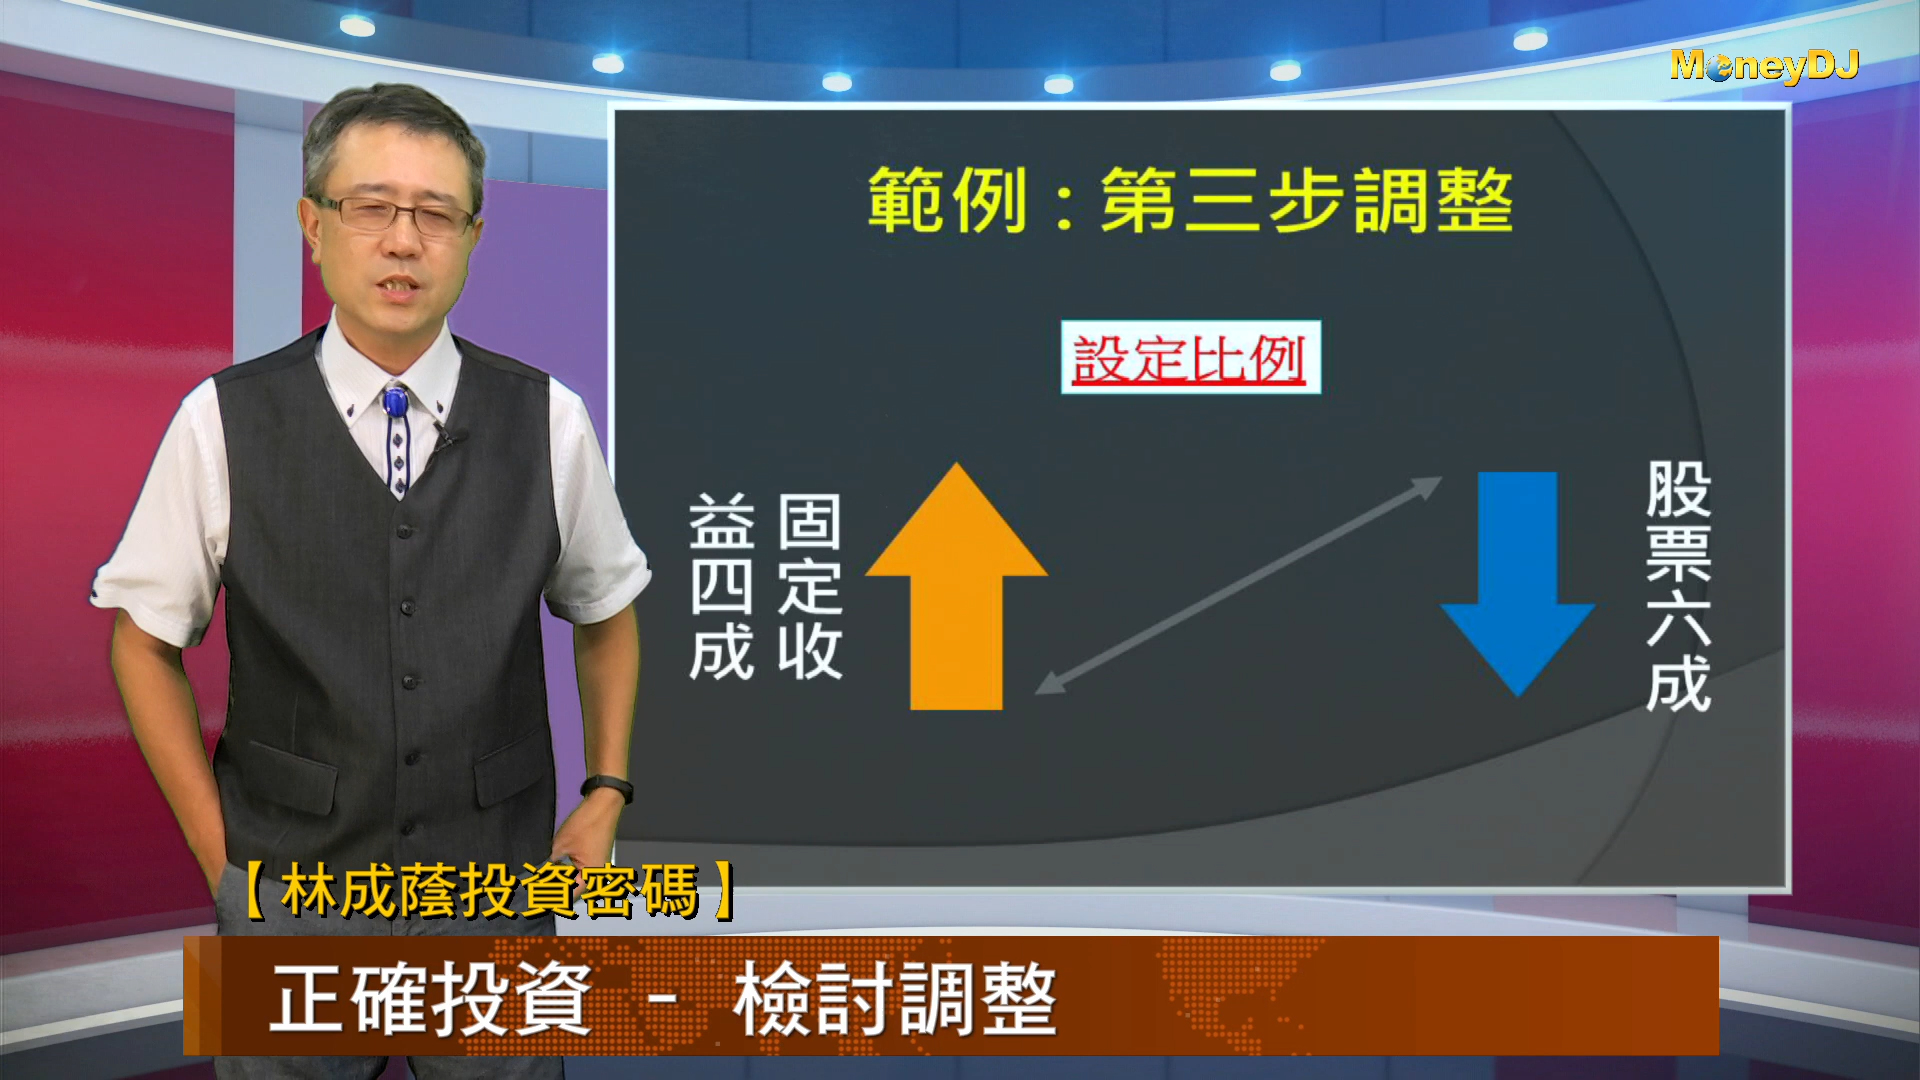 MoneyDJ
範例：第三步調整
設定比例
固定收
益四成
股票六成
【林成蔭投資密碼】
正確投資 - 檢討調整